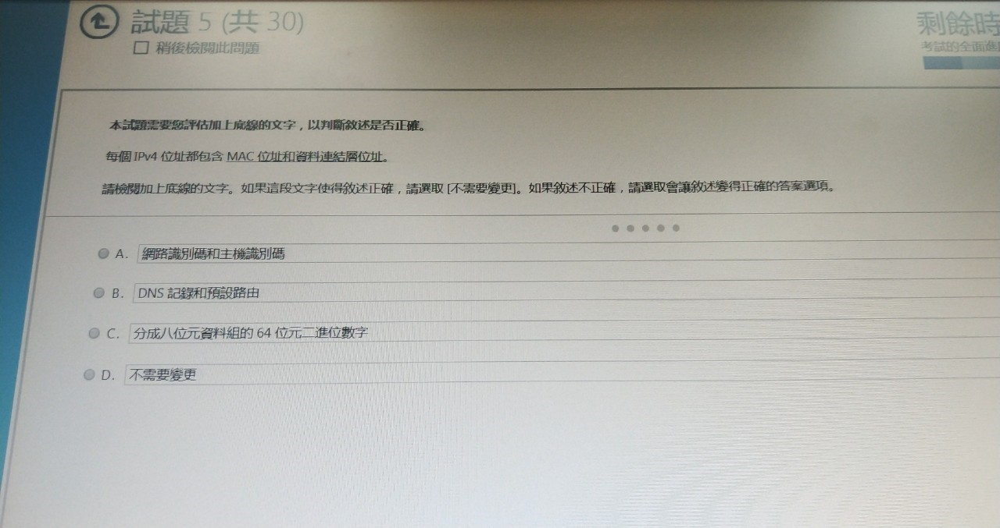 試題 5 (共 30)
稍後檢閱此問題
剩餘時
考試的全面進
本試題需要您評估加上底線的文字，以判斷敘述是否正確。
每個 IPv4 位址都包含 MAC 位址和資料連結層位址。
請檢閱加上底線的文字。如果這段文字使得敘述正確，請選取 [不需要變更]。如果敘述不正確，請選取會讓敘述變得正確的答案選項。
A. 網路識別碼和主機識別碼
B. DNS 記錄和預設路由
C. 分成八位元資料組的 64 位元二進位數字
D. 不需要變更